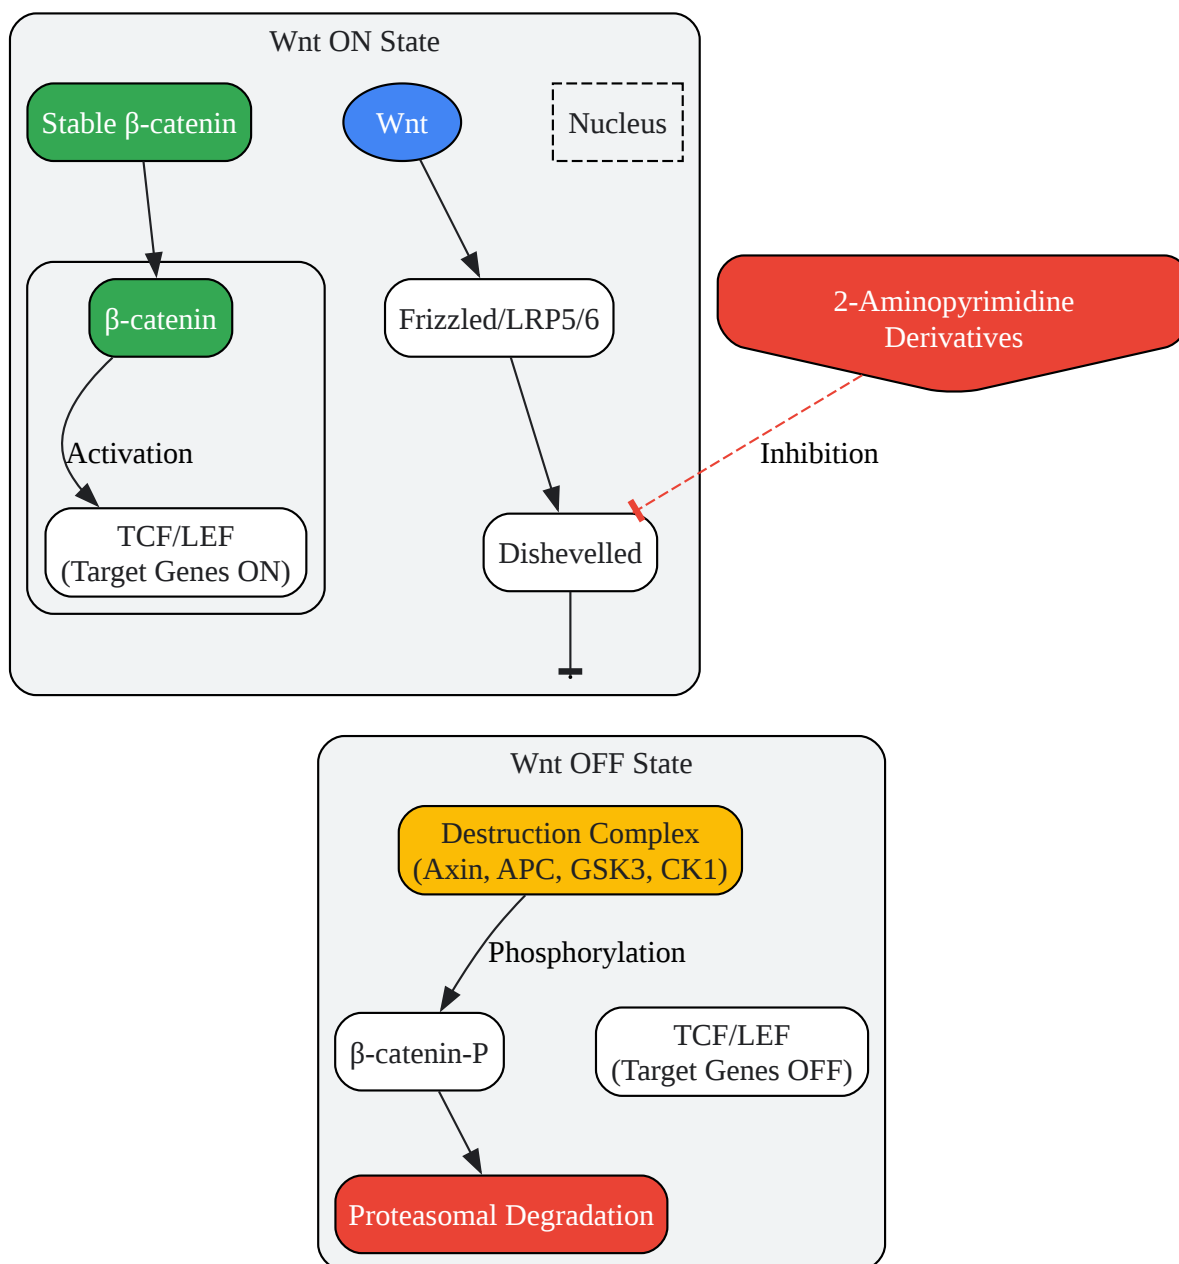 Wnt ON State
Stable β-catenin
Wnt
Nucleus
β-catenin
Frizzled/LRP5/6
2-Aminopyrimidine
Derivatives
Activation
Inhibition
TCF/LEF
(Target Genes ON)
Dishevelled
Wnt OFF State
Destruction Complex
(Axin, APC, GSK3, CK1)
Phosphorylation
β-catenin-P
TCF/LEF
(Target Genes OFF)
Proteasomal Degradation